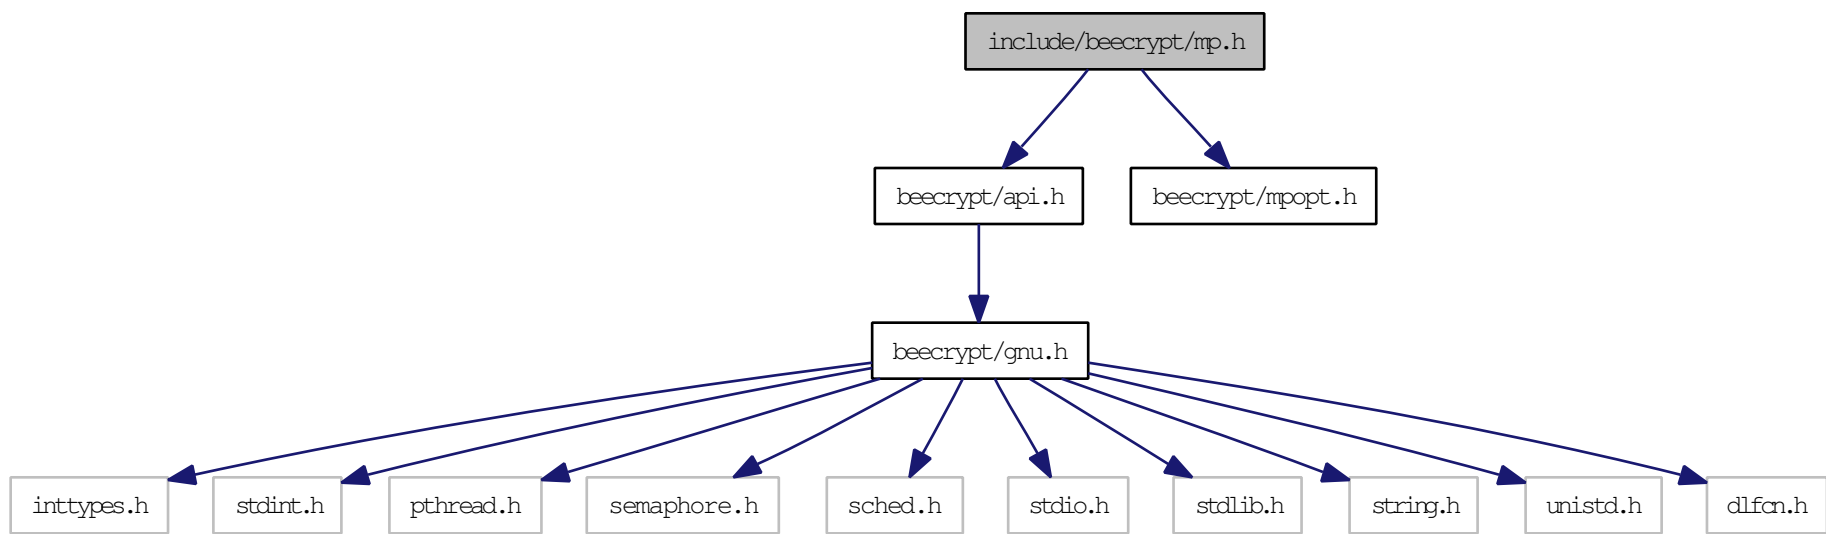 include/beecrypt/mp.h
beecrypt/api.h
beecrypt/mpopt.h
beecrypt/gnu.h
inttypes.h
stdint.h
pthread.h
semaphore.h
sched.h
stdio.h
stdlib.h
string.h
unistd.h
dlfcn.h